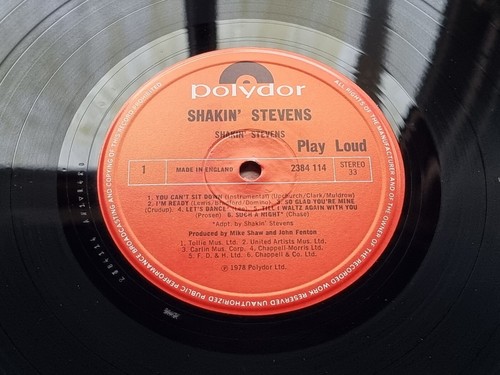 polydor
SHAKIN' STEVENS
SHAKIN' STEVENS
Play Loud
1 MADE IN ENGLAND 2384 114 STEREO
33
1. YOU CAN'T SIT DOWN (Instrumental) (Upchurch/Clark/Muldrow)
2. I'M READY (Lewis/Bradford/Domino) 3. SO GLAD YOU'RE MINE
(Crudup) 4. LET'S DANCE 5. TILL I WALTZ AGAIN WITH YOU
(Prosen) 6. SUCH A NIGHT* (Chase)
*Adpt. by Shakin' Stevens
Produced by Mike Shaw and John Fenton
1. Tollie Mus. Ltd. 2. United Artists Mus. Ltd.
3. Carlin Mus. Corp. 4. Chappell-Morris Ltd.
5. F. D. & H. Ltd. 6. Chappell & Co. Ltd.
℗ 1978 Polydor Ltd.
ALL RIGHTS OF THE MANUFACTURER AND OF THE OWNER OF THE RECORDED WORK RESERVED UNAUTHORIZED PUBLIC PERFORMANCE BROADCASTING AND COPYING OF THIS RECORD PROHIBITED